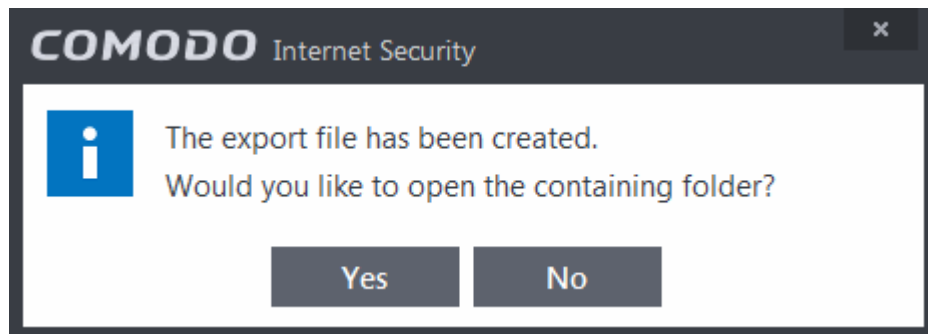 COMODO Internet Security
The export file has been created.
Would you like to open the containing folder?
Yes No